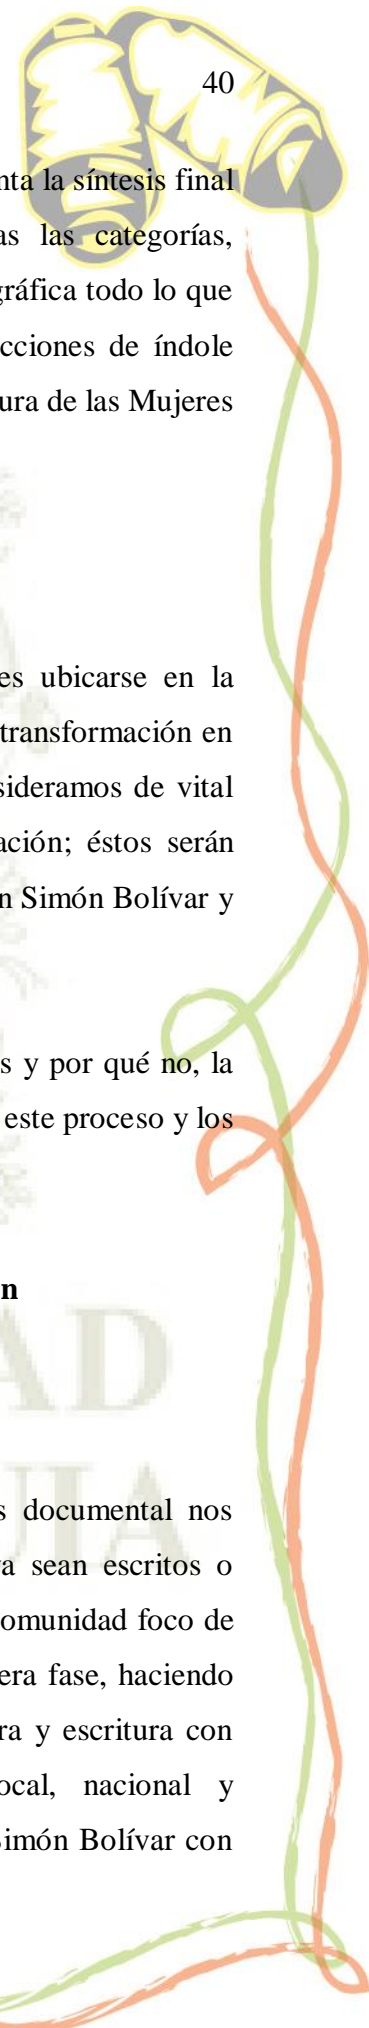 40
nta la síntesis final
as las categorías,
gráfica todo lo que
cciones de índole
ura de las Mujeres
es ubicarse en la
transformación en
sideramos de vital
ación; éstos serán
n Simón Bolívar y
s y por qué no, la
este proceso y los
n
AD
s documental nos
UIA
a sean escritos o
omunidad foco de
era fase, haciendo
ra y escritura con
ocal, nacional y
Simón Bolívar con